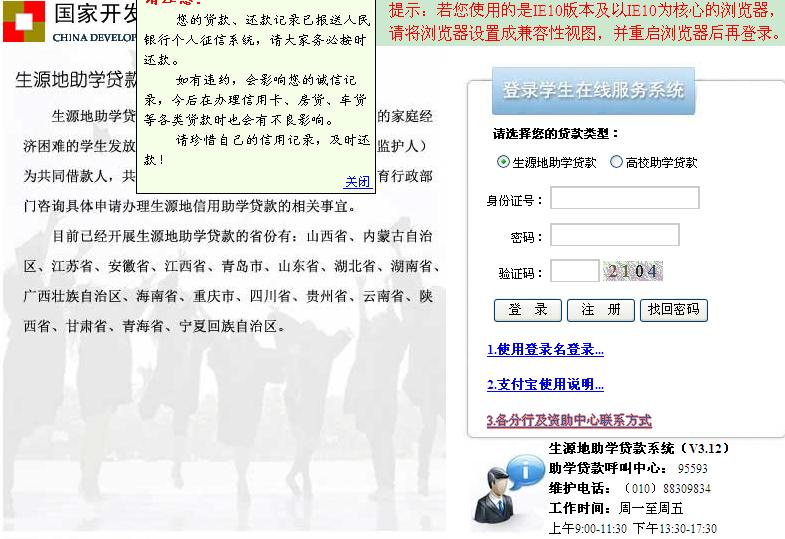 国家开发
CHINA DEVELOP
您的贷款、还款记录已报送人民
银行个人征信系统，请大家务必按时
还款。
如有违约，会影响您的诚信记
录，今后在办理信用卡、房贷、车贷
等各类贷款时也会有不良影响。
请珍惜自己的信用记录，及时还
款！
关闭
提示：若您使用的是IE10版本及以IE10为核心的浏览器，
请将浏览器设置成兼容性视图，并重启浏览器后再登录。
生源地助学贷款
生源地助学贷 的家庭经
济困难的学生发放 监护人）
为共同借款人，共 育行政部
门咨询具体申请办理生源地信用助学贷款的相关事宜。
目前已经开展生源地助学贷款的省份有：山西省、内蒙古自治
区、江苏省、安徽省、江西省、青岛市、山东省、湖北省、湖南省、
广西壮族自治区、海南省、重庆市、四川省、贵州省、云南省、陕
西省、甘肃省、青海省、宁夏回族自治区。
登录学生在线服务系统
请选择您的贷款类型：
生源地助学贷款 高校助学贷款
身份证号：
密码：
验证码： 2104
登 录 注 册 找回密码
1.使用登录名登录...
2.支付宝使用说明...
3.各分行及资助中心联系方式
生源地助学贷款系统（V3.12）
助学贷款呼叫中心： 95593
维护电话：（010）88309834
工作时间：周一至周五
上午9:00-11:30 下午13:30-17:30